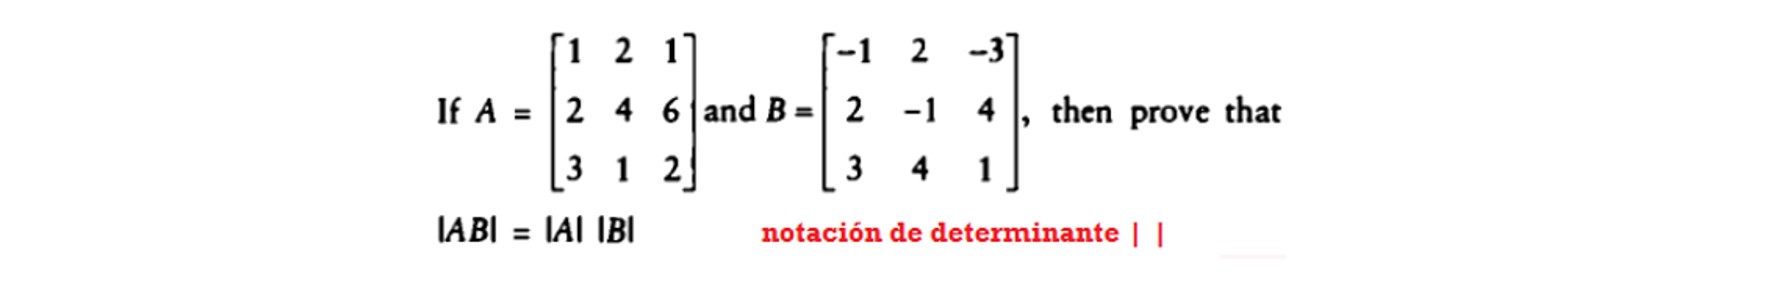 If A = [1 2 1; 2 4 6; 3 1 2] and B = [-1 2 -3; 2 -1 4; 3 4 1], then prove that
|AB| = |A| |B| notación de determinante | |